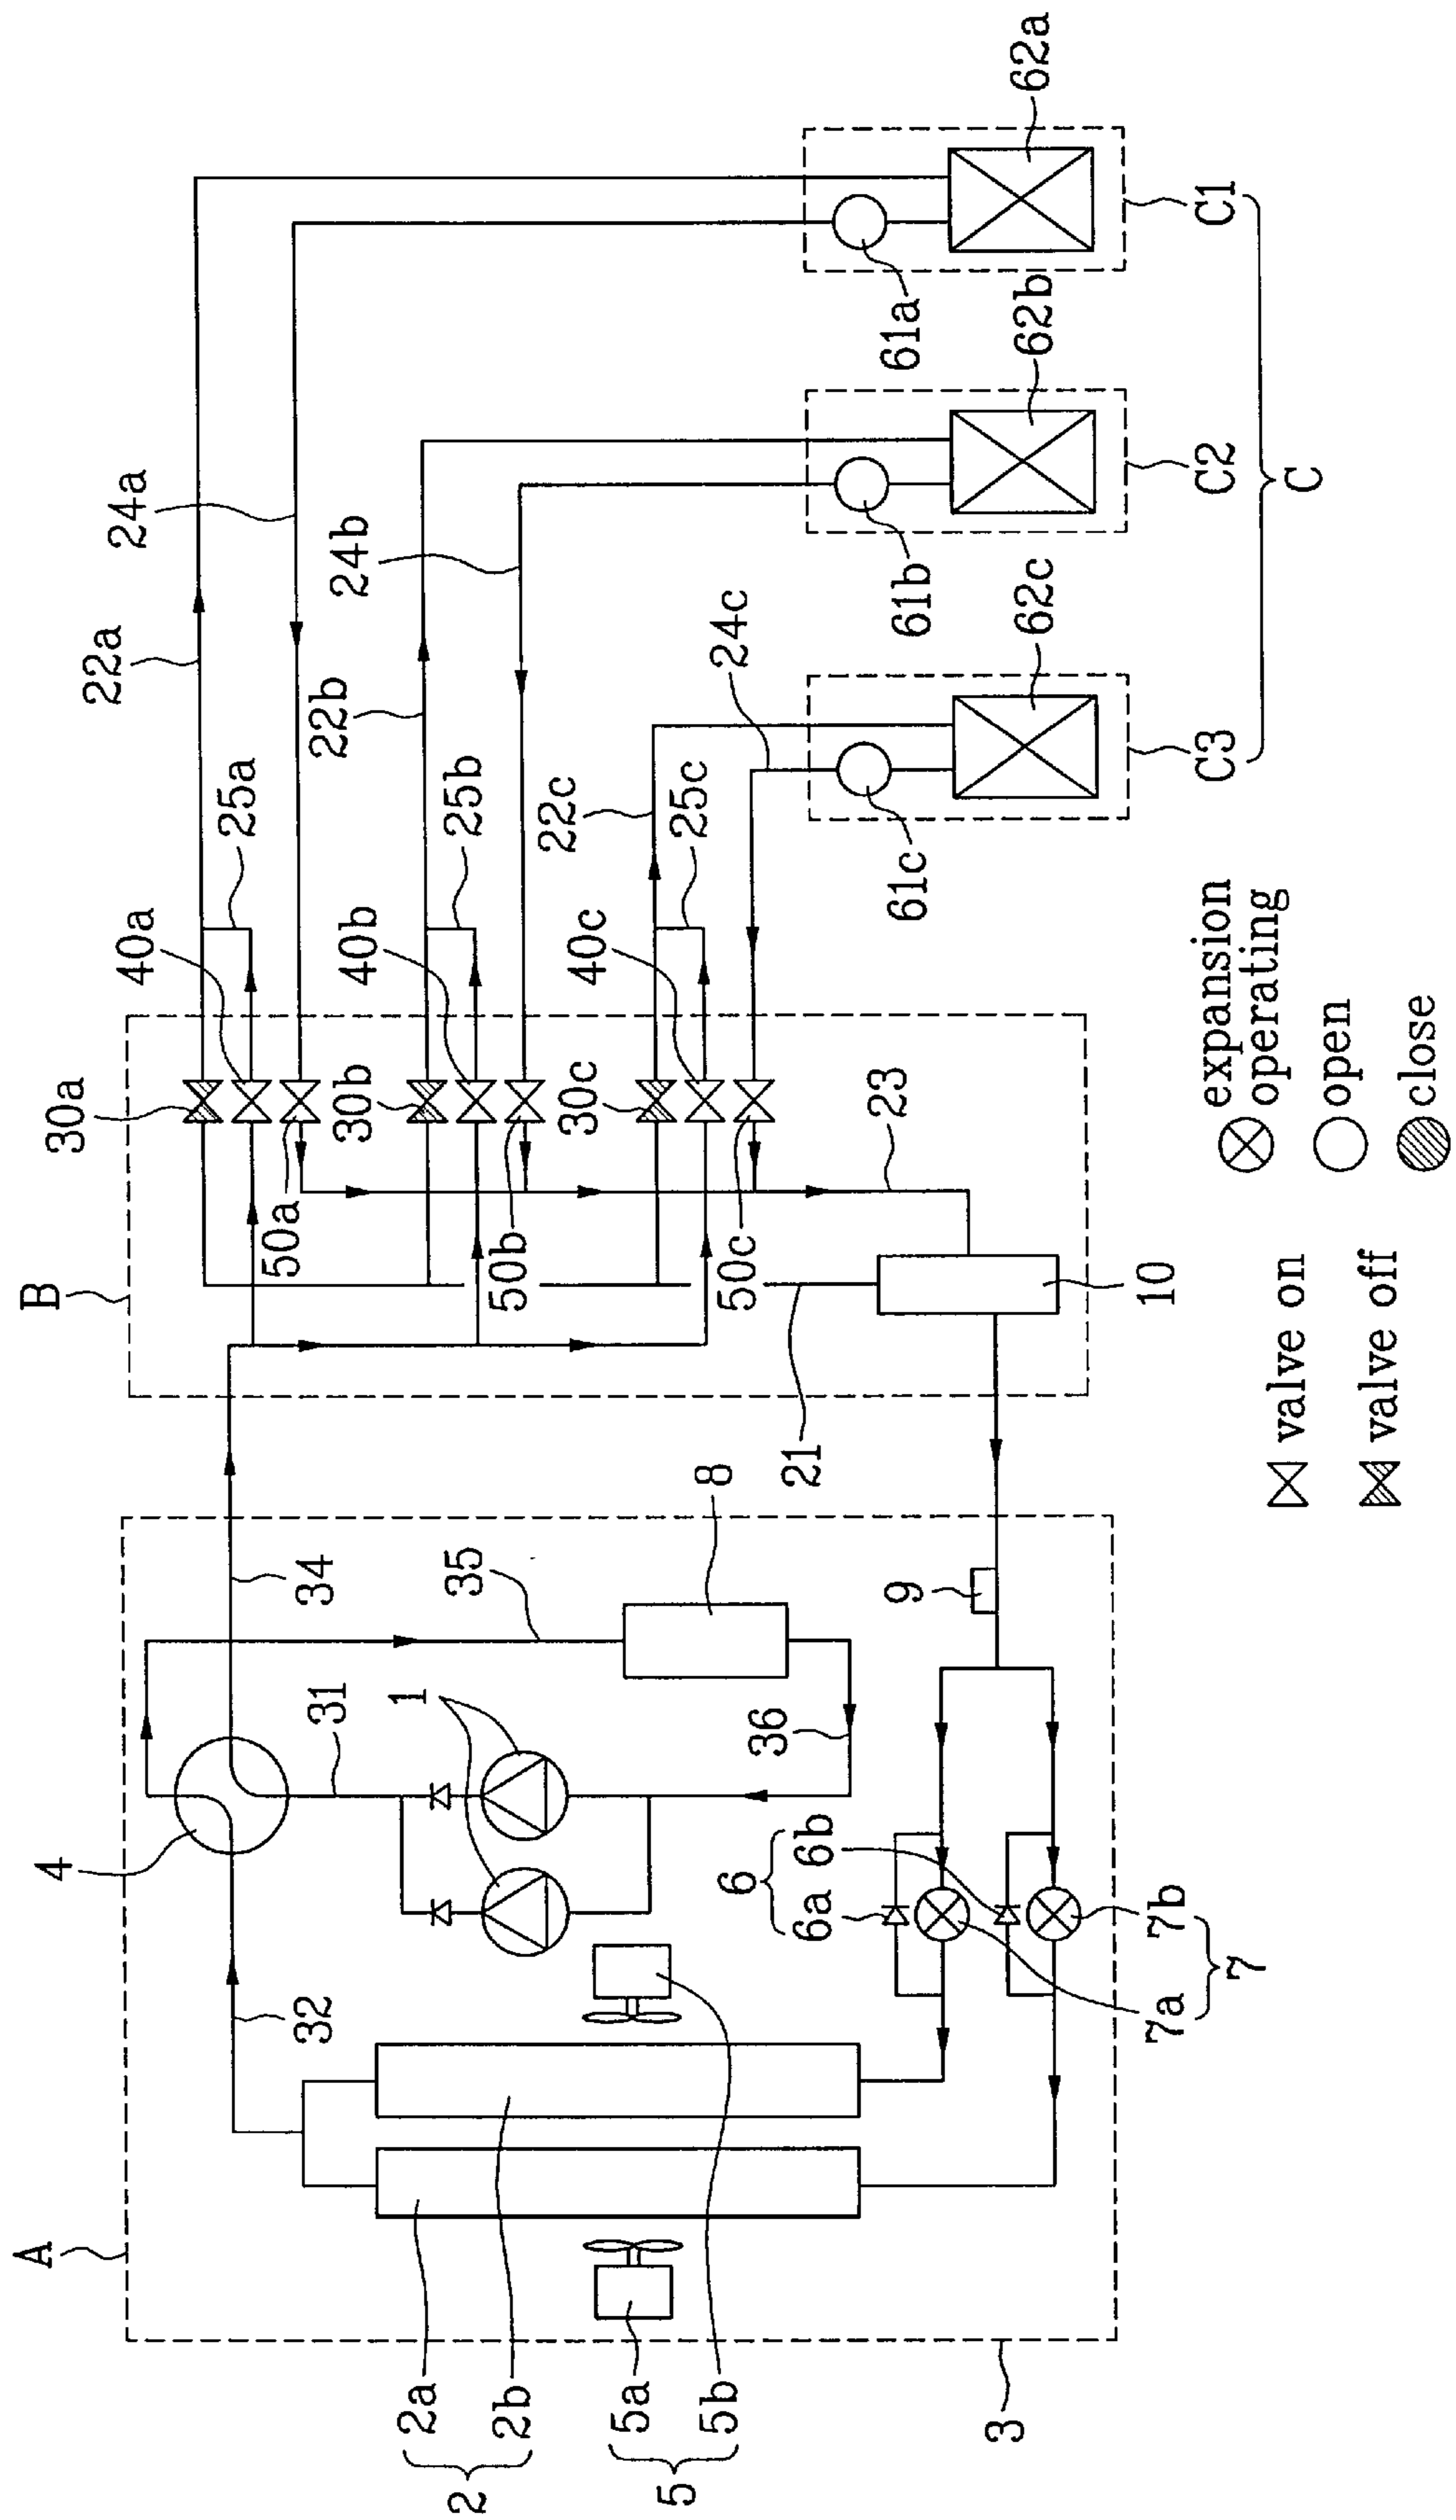 A
B
2a
2b
2
5a
5b
5
3
4
32
31
34
1
35
8
36
6
6a
6b
7a
7b
7
9
21
10
23
30a
40a
50a
30b
40b
50b
30c
40c
50c
22a
24a
25a
22b
24b
25b
22c
24c
25c
61a
62a
61b
62b
61c
62c
C1
C2
C3
C
valve on
valve off
expansion
operating
open
close